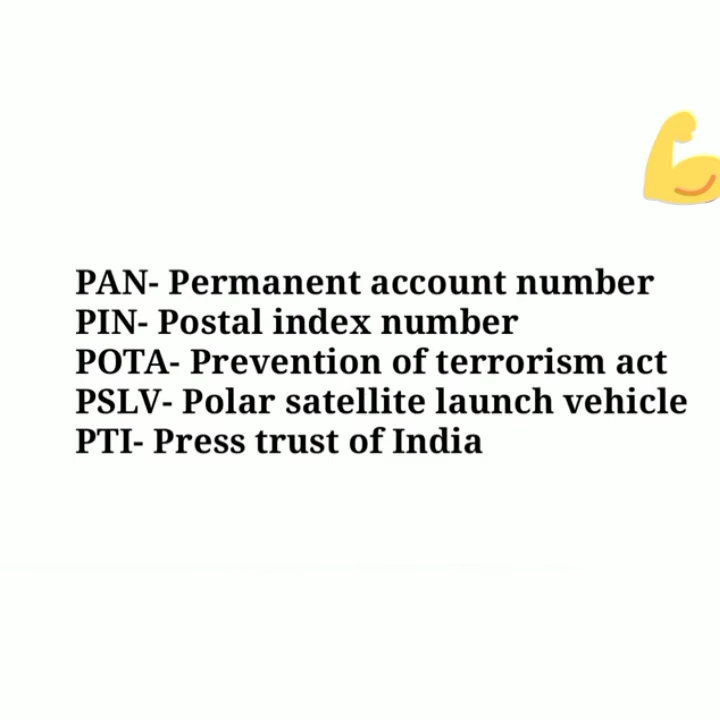 PAN- Permanent account number
PIN- Postal index number
POTA- Prevention of terrorism act
PSLV- Polar satellite launch vehicle
PTI- Press trust of India